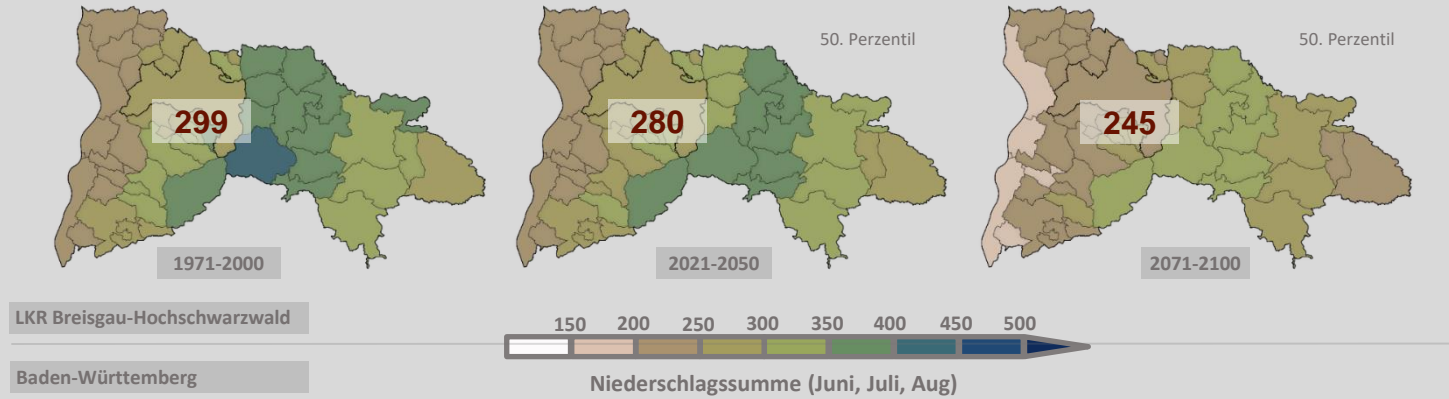 50. Perzentil
50. Perzentil
299
280
245
1971-2000
2021-2050
2071-2100
LKR Breisgau-Hochschwarzwald
150 200 250 300 350 400 450 500
Baden-Württemberg
Niederschlagssumme (Juni, Juli, Aug)